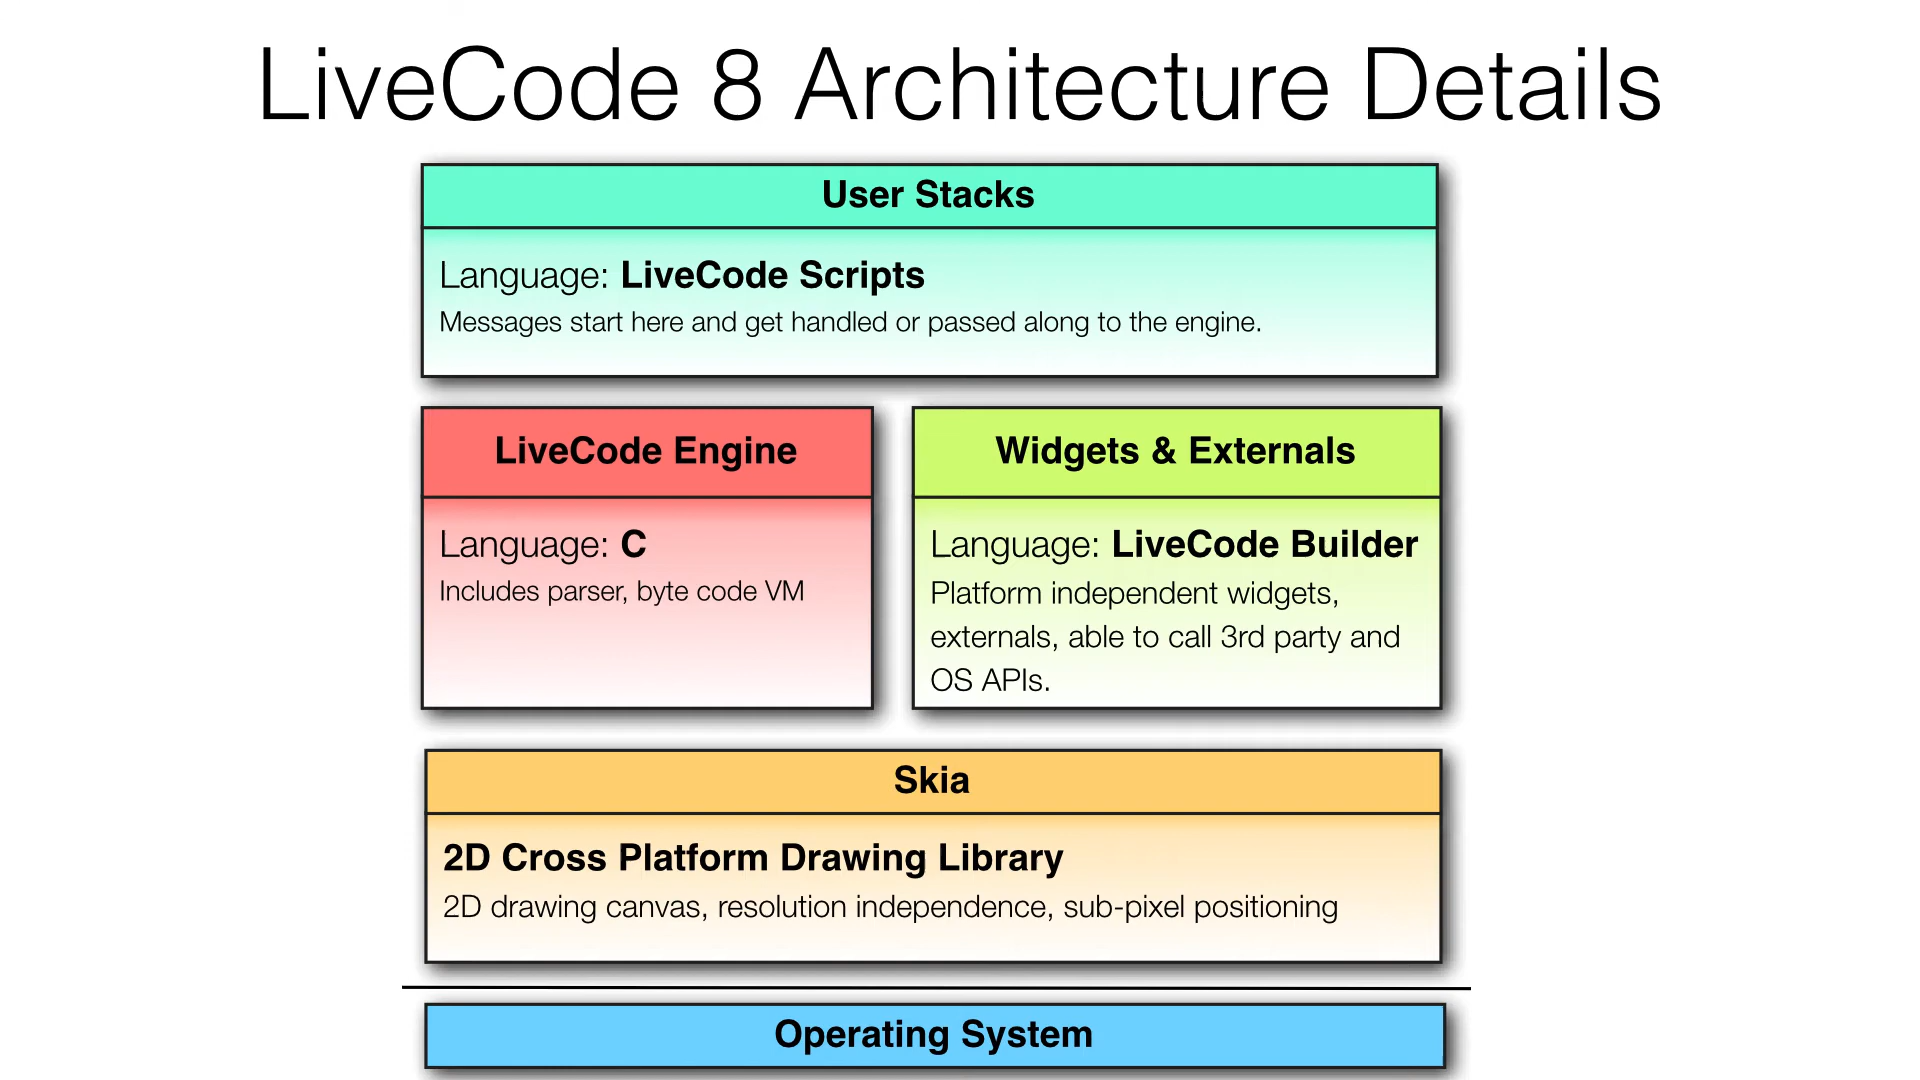 LiveCode 8 Architecture Details
User Stacks
Language: LiveCode Scripts
Messages start here and get handled or passed along to the engine.
LiveCode Engine
Language: C
Includes parser, byte code VM
Widgets & Externals
Language: LiveCode Builder
Platform independent widgets,
externals, able to call 3rd party and
OS APIs.
Skia
2D Cross Platform Drawing Library
2D drawing canvas, resolution independence, sub-pixel positioning
Operating System